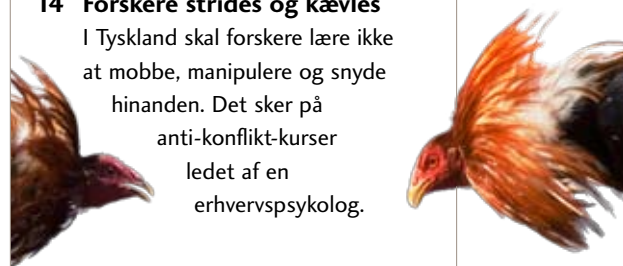 14 Forskere strides og kævles
I Tyskland skal forskere lære ikke
at mobbe, manipulere og snyde
hinanden. Det sker på
anti-konflikt-kurser
ledet af en
erhvervspsykolog.